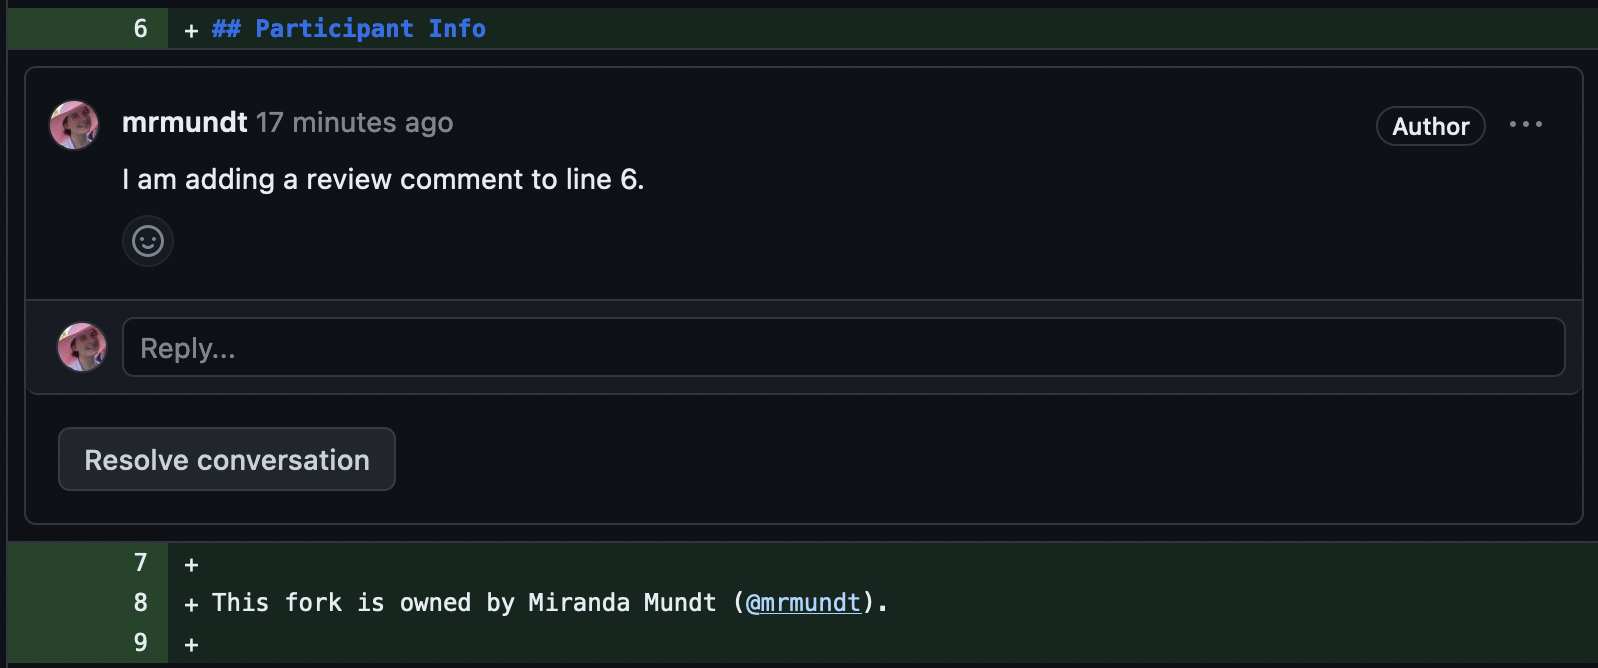 6 + ## Participant Info
mrmundt 17 minutes ago Author ...
I am adding a review comment to line 6.
Reply...
Resolve conversation
7 +
8 + This fork is owned by Miranda Mundt (@mrmundt).
9 +